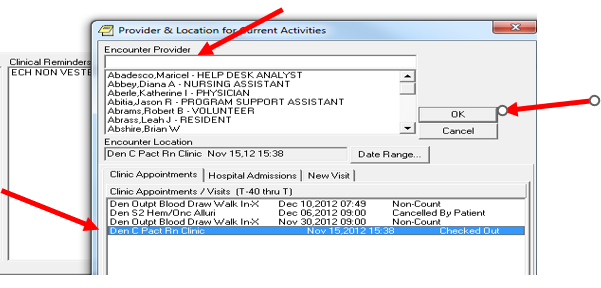 Provider & Location for Current Activities
Clinical Reminders
ECH NON VESTE
Encounter Provider
Abadesco,Maricel - HELP DESK ANALYST
Abbey,Diana A - NURSING ASSISTANT
Aberle,Katherine I - PHYSICIAN
Abitia,Jason R - PROGRAM SUPPORT ASSISTANT
Abrams,Robert B - VOLUNTEER
Abrass,Leah J - RESIDENT
Abshire,Brian W
OK
Cancel
Encounter Location
Den C Pact Rn Clinic Nov 15,12 15:38
Date Range...
Clinic Appointments Hospital Admissions New Visit
Clinic Appointments / Visits (T-40 thru T)
Den Outpt Blood Draw Walk In-X Dec 10,2012 07:49 Non-Count
Den S2 Hem/Onc Alluri Dec 06,2012 09:00 Cancelled By Patient
Den Outpt Blood Draw Walk In-X Nov 30,2012 09:00 Non-Count
Den C Pact Rn Clinic Nov 15,2012 15:38 Checked Out